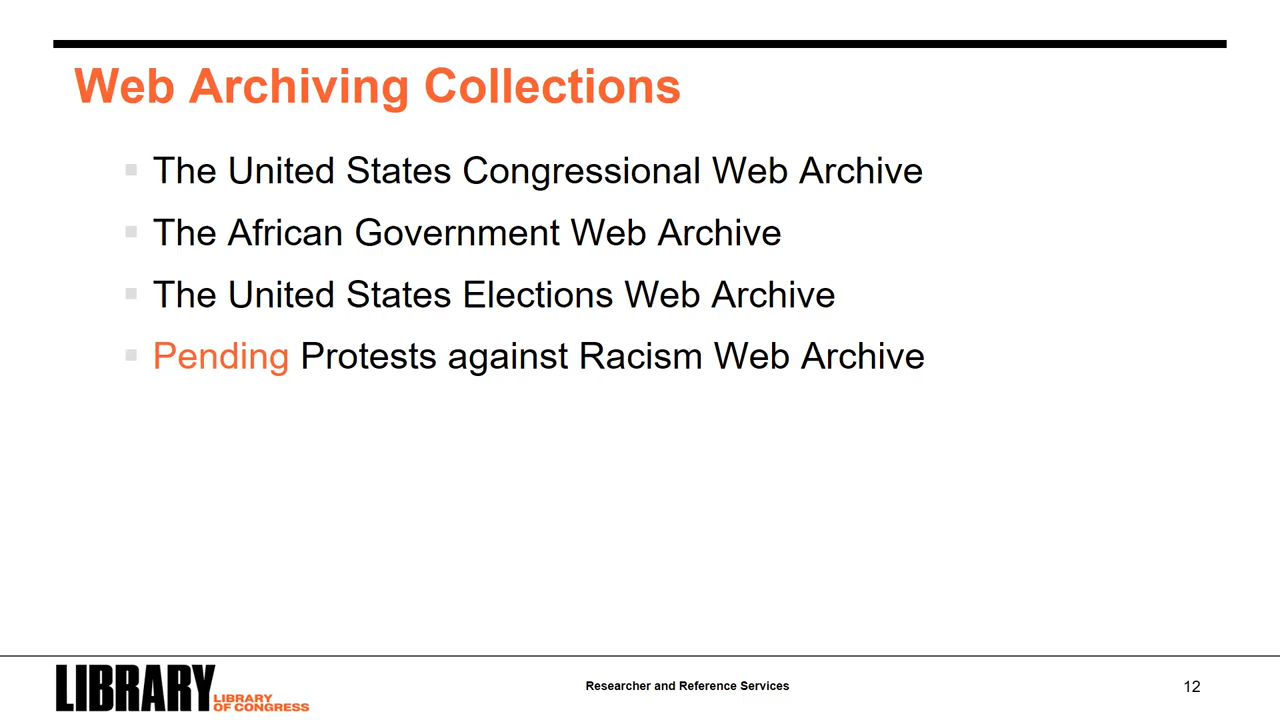 Web Archiving Collections
The United States Congressional Web Archive
The African Government Web Archive
The United States Elections Web Archive
Pending Protests against Racism Web Archive
LIBRARY
LIBRARY
OF CONGRESS
Researcher and Reference Services
12